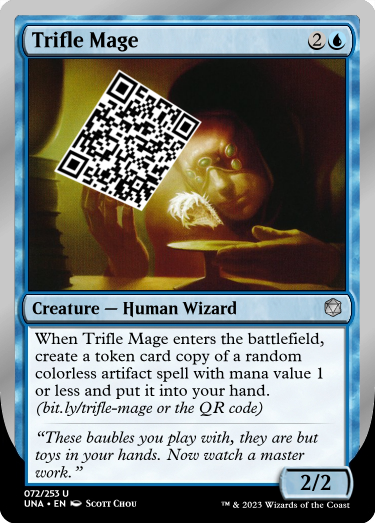 Trifle Mage 2
Creature — Human Wizard
When Trifle Mage enters the battlefield,
create a token card copy of a random
colorless artifact spell with mana value 1
or less and put it into your hand.
(bit.ly/trifle-mage or the QR code)
“These baubles you play with, they are but
toys in your hands. Now watch a master
work.”
2/2
072/253 U
UNA • EN Scott Chou
™ & 2023 Wizards of the Coast